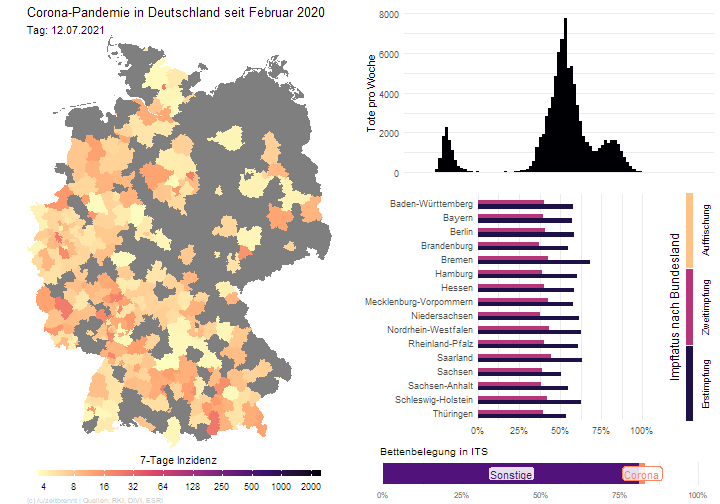 Corona-Pandemie in Deutschland seit Februar 2020
Tag: 12.07.2021
7-Tage Inzidenz
4 8 16 32 64 120 240 500 1000 2000
Quellen: RKI, DIVI, ESRI
Tote pro Woche
8000
6000
4000
2000
0
Baden-Württemberg
Bayern
Berlin
Brandenburg
Bremen
Hamburg
Hessen
Mecklenburg-Vorpommern
Niedersachsen
Nordrhein-Westfalen
Rheinland-Pfalz
Saarland
Sachsen
Sachsen-Anhalt
Schleswig-Holstein
Thüringen
0% 25% 50% 75% 100%
Impfstatus nach Bundesland
Auffrischung
Zweitimpfung
Erstimpfung
Bettenbelegung in ITS
Sonstige
Corona
0% 25% 50% 75% 100%